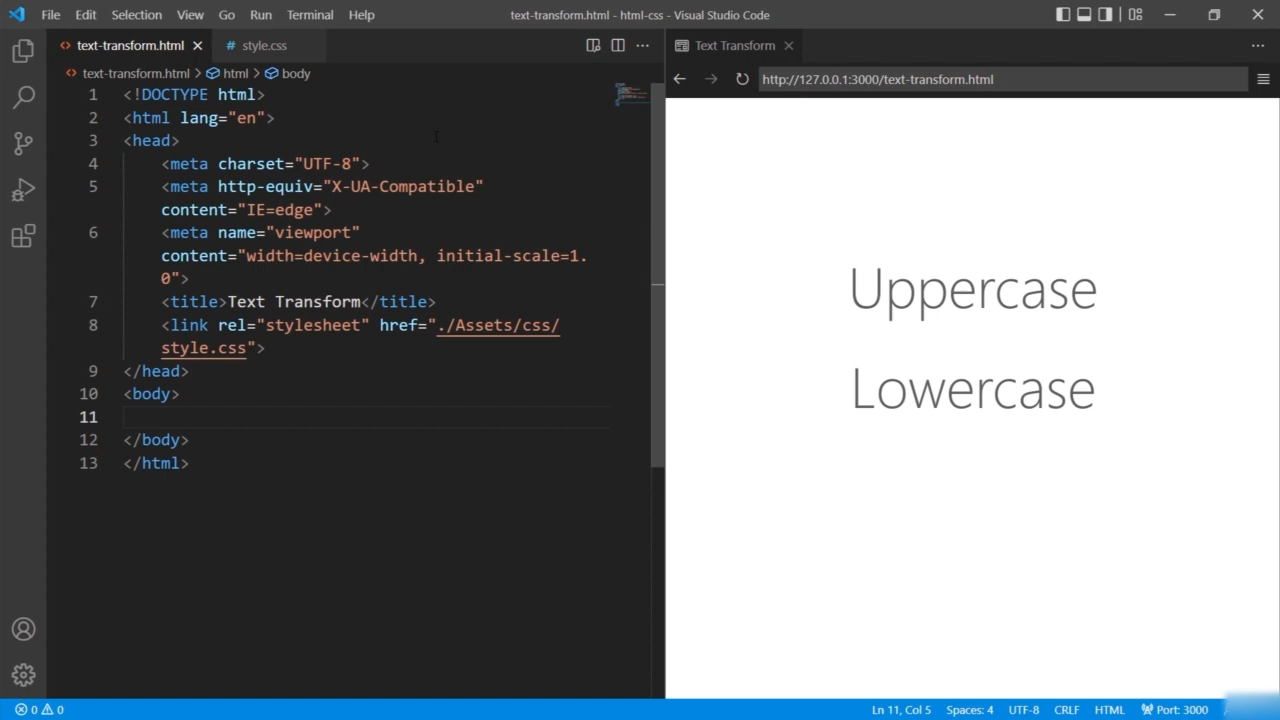 File Edit Selection View Go Run Terminal Help text-transform.html - html-css - Visual Studio Code
text-transform.html style.css Text Transform
text-transform.html > html > body
http://127.0.0.1:3000/text-transform.html
1 <!DOCTYPE html>
2 <html lang="en">
3 <head>
4 <meta charset="UTF-8">
5 <meta http-equiv="X-UA-Compatible"
content="IE=edge">
6 <meta name="viewport"
content="width=device-width, initial-scale=1.
0">
7 <title>Text Transform</title>
8 <link rel="stylesheet" href="./Assets/css/
style.css">
9 </head>
10 <body>
11
12 </body>
13 </html>
Uppercase
Lowercase
0 0 Ln 11, Col 5 Spaces: 4 UTF-8 CRLF HTML Port: 3000